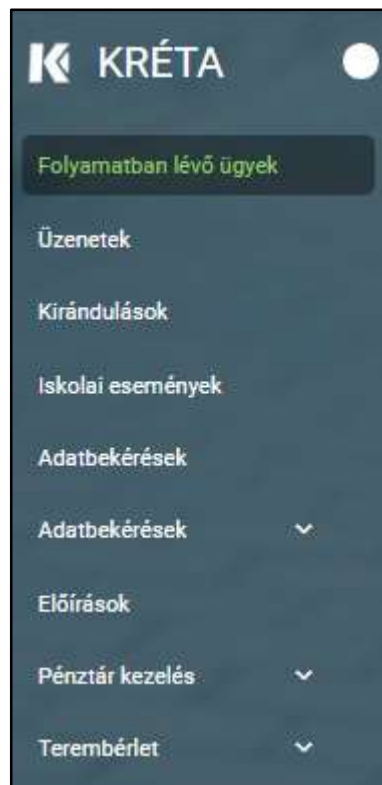 KRÉTA
Folyamatban lévő ügyek
Üzenetek
Kirándulások
Iskolai események
Adatbekérések
Adatbekérések
Előírások
Pénztár kezelés
Terembérlet